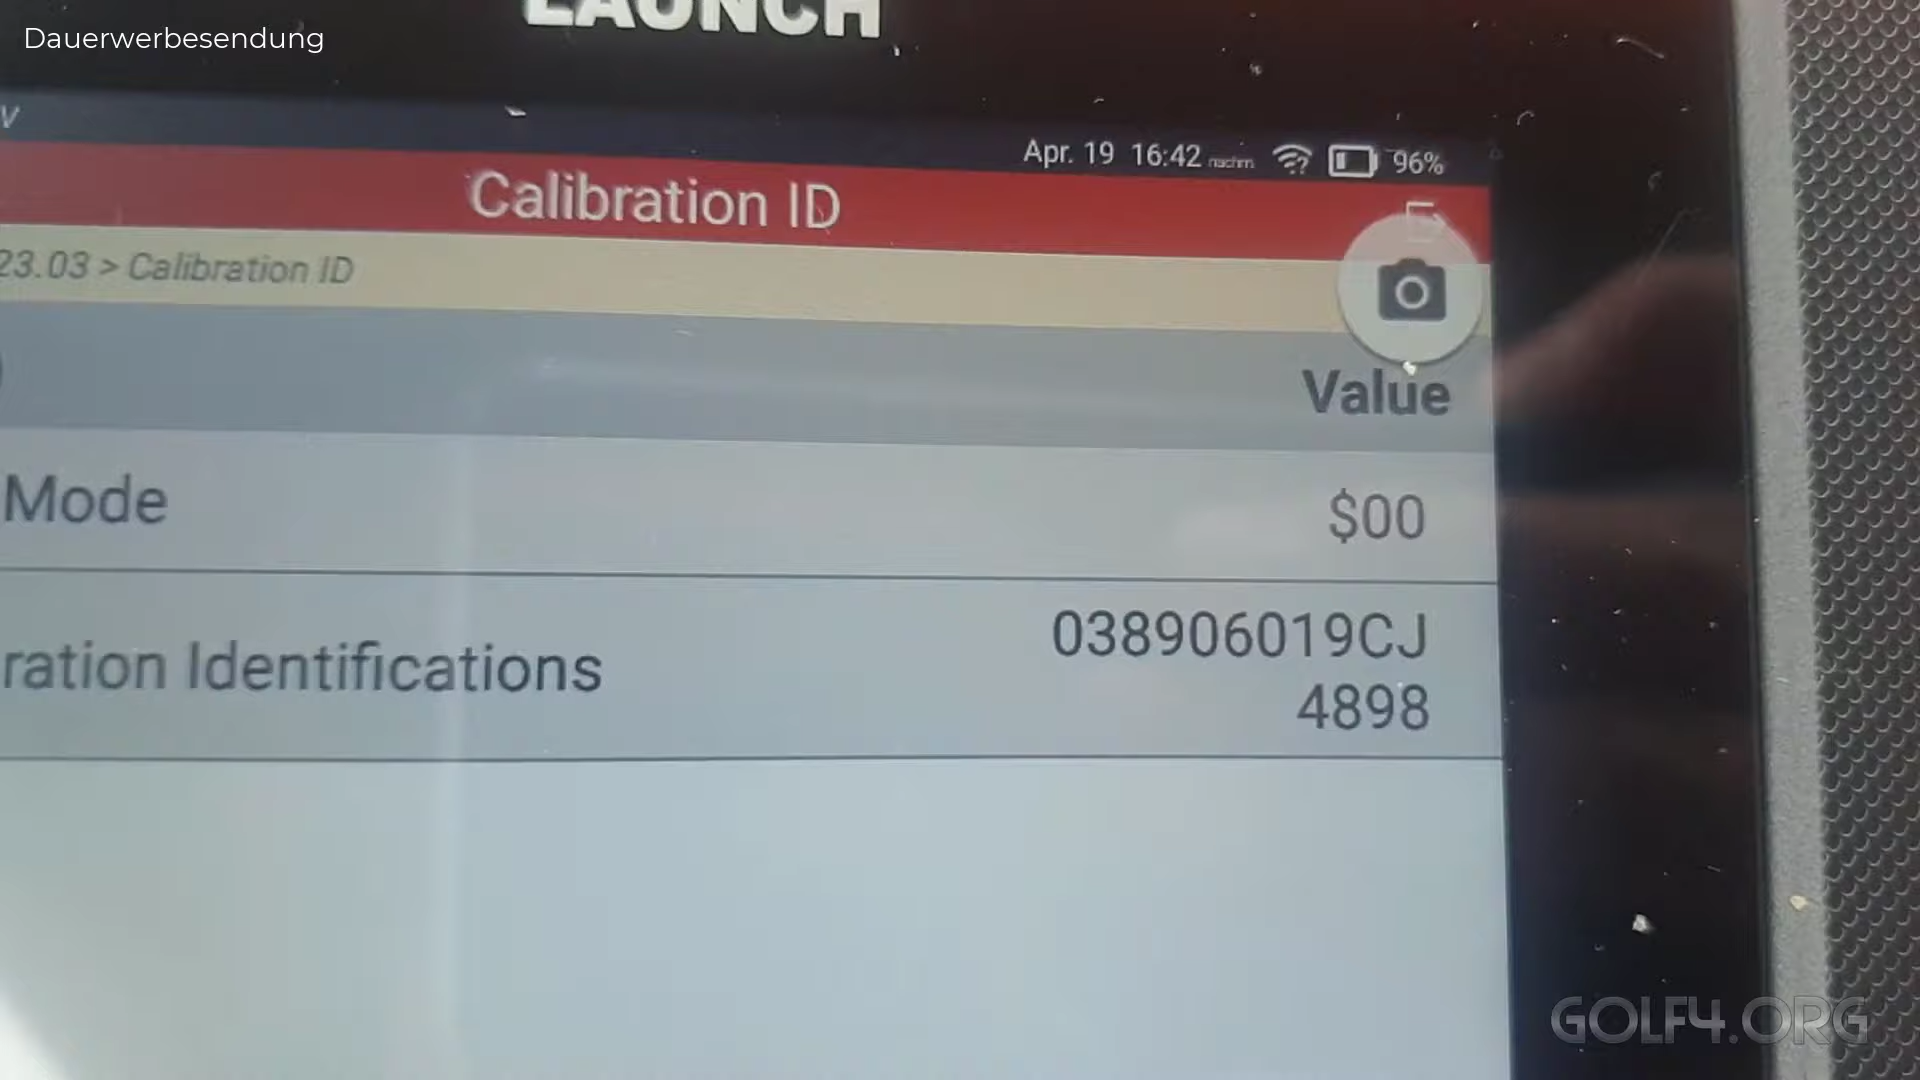 LAUNCH
Dauerwerbesendung
V
Apr. 19 16:42 nachm. 96%
Calibration ID
23.03 > Calibration ID
Value
Mode $00
ration Identifications 038906019CJ
4898
GOLF4.ORG